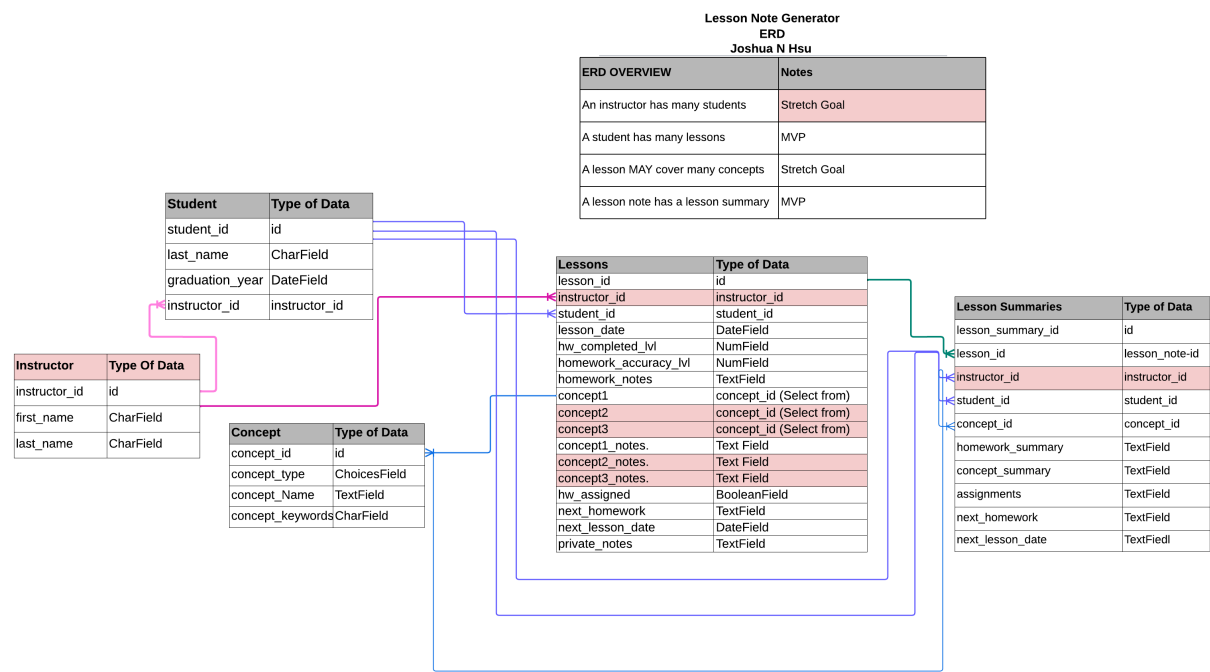 Lesson Note Generator
ERD
Joshua N Hsu
ERD OVERVIEW Notes
An instructor has many students Stretch Goal
A student has many lessons MVP
A lesson MAY cover many concepts Stretch Goal
A lesson note has a lesson summary MVP
Student Type of Data
student_id id
last_name CharField
graduation_year DateField
instructor_id instructor_id
Instructor Type Of Data
instructor_id id
first_name CharField
last_name CharField
Concept Type of Data
concept_id id
concept_type ChoicesField
concept_Name TextField
concept_keywords CharField
Lessons Type of Data
lesson_id id
instructor_id instructor_id
student_id student_id
lesson_date DateField
hw_completed_lvl NumField
homework_accuracy_lvl NumField
homework_notes TextField
concept1 concept_id (Select from)
concept2 concept_id (Select from)
concept3 concept_id (Select from)
concept1_notes. Text Field
concept2_notes. Text Field
concept3_notes. Text Field
hw_assigned BooleanField
next_homework TextField
next_lesson_date DateField
private_notes TextField
Lesson Summaries Type of Data
lesson_summary_id id
lesson_id lesson_note-id
instructor_id instructor_id
student_id student_id
concept_id concept_id
homework_summary TextField
concept_summary TextField
assignments TextField
next_homework TextField
next_lesson_date TextFiedl